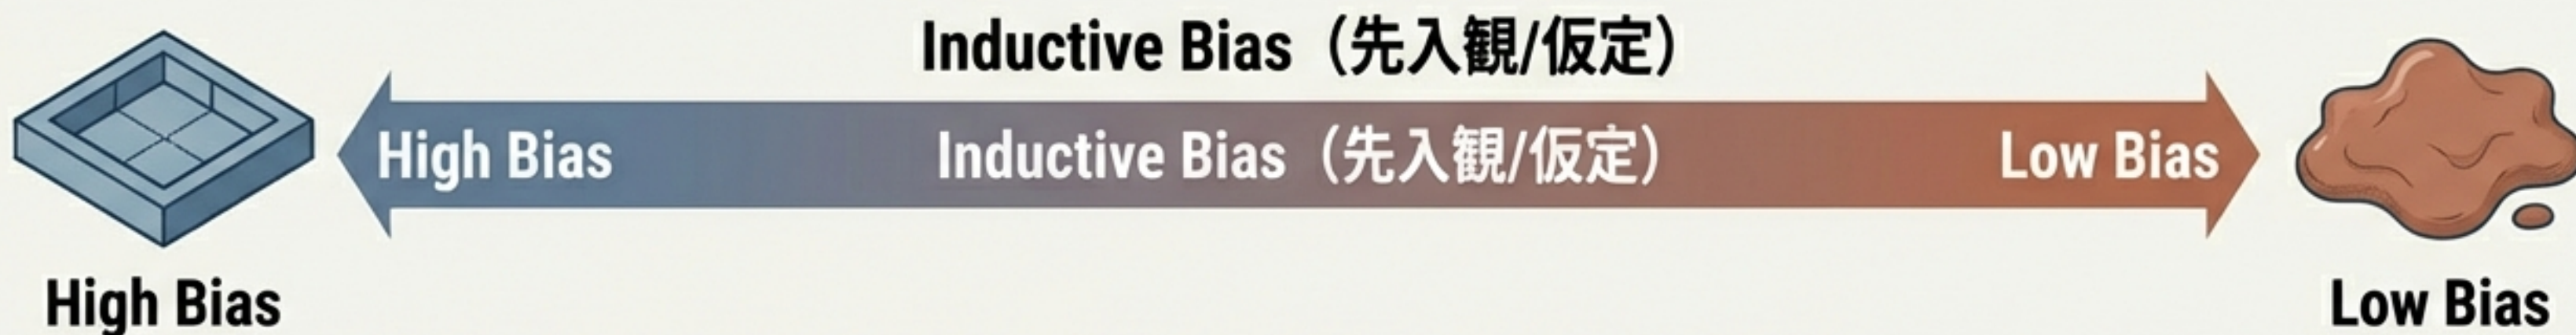 Inductive Bias（先入観/仮定）
High Bias
Inductive Bias（先入観/仮定）
Low Bias
High Bias
Low Bias